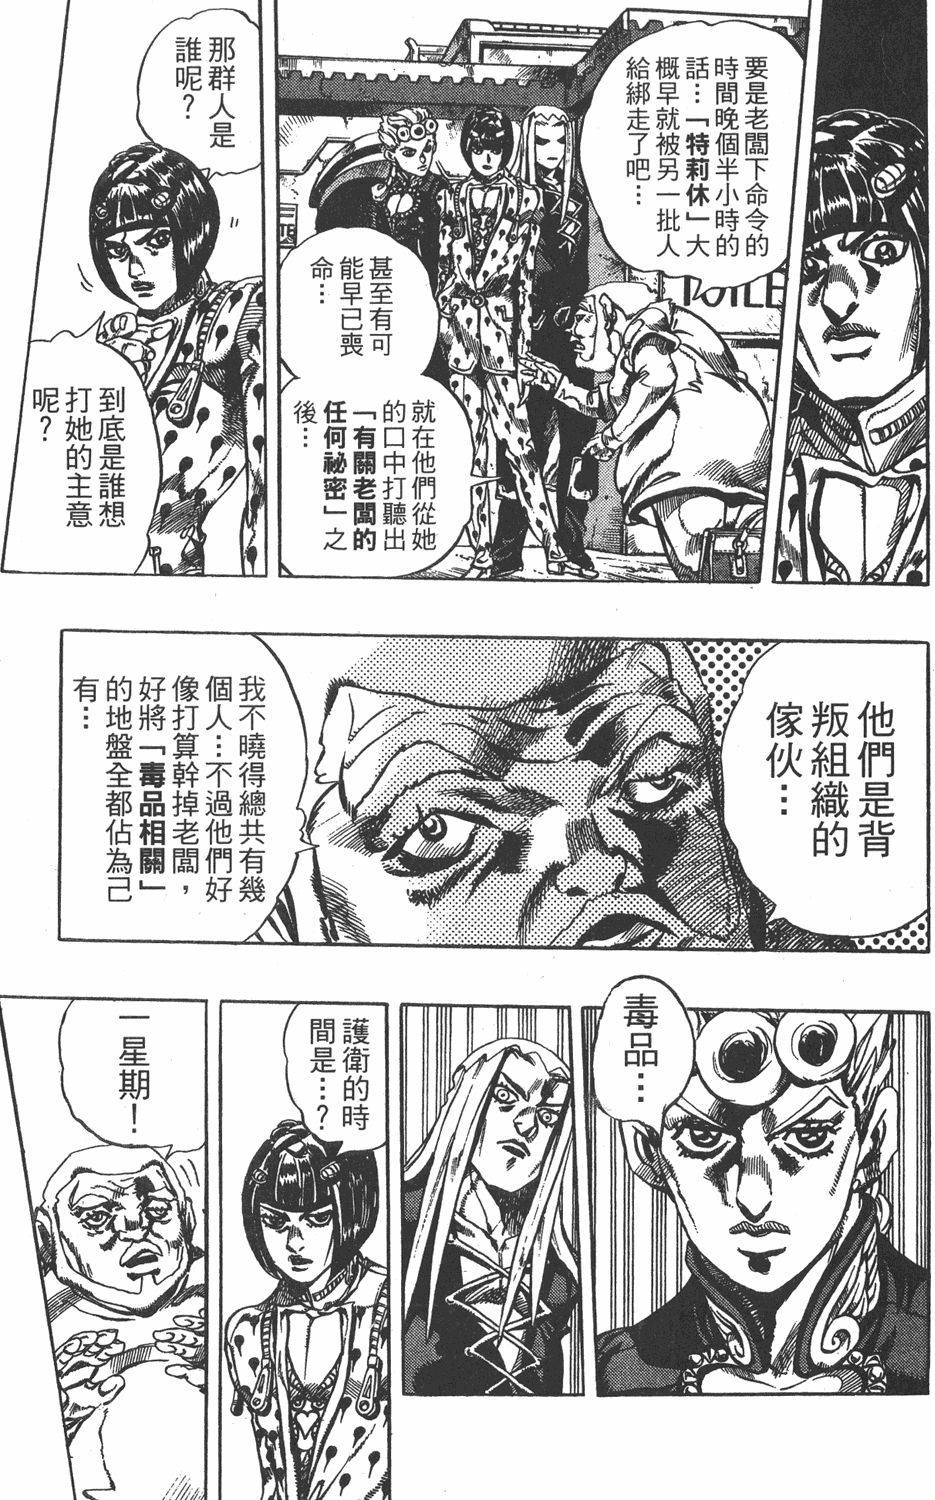 要是老闆下命令的
時間晚個半小時的
話…「特莉休」大
概早就被另一批人
給綁走了吧…
甚至有可
能早已喪
命…
就在他們從她
的口中打聽出
「有關老闆的
任何祕密」之
後…
TOILE
那群人是
誰呢？
到底是誰想
打她的主意
呢？
他們是背
叛組織的
傢伙…
我不曉得總共有幾
個人…不過他們好
像打算幹掉老闆，
好將「毒品相關」
的地盤全都佔為己
有…
毒品…
護衛的時
間是…？
一星期！